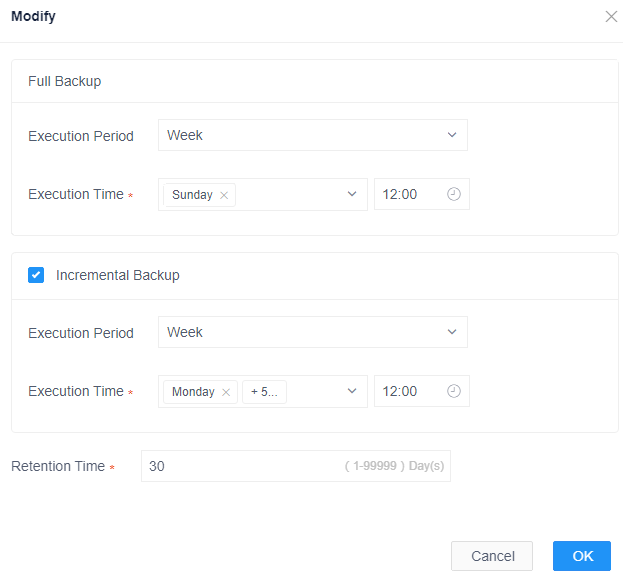 Modify
Full Backup
Execution Period Week
Execution Time * Sunday × 12:00
Incremental Backup
Execution Period Week
Execution Time * Monday × + 5... 12:00
Retention Time * 30 ( 1-99999 ) Day(s)
Cancel OK